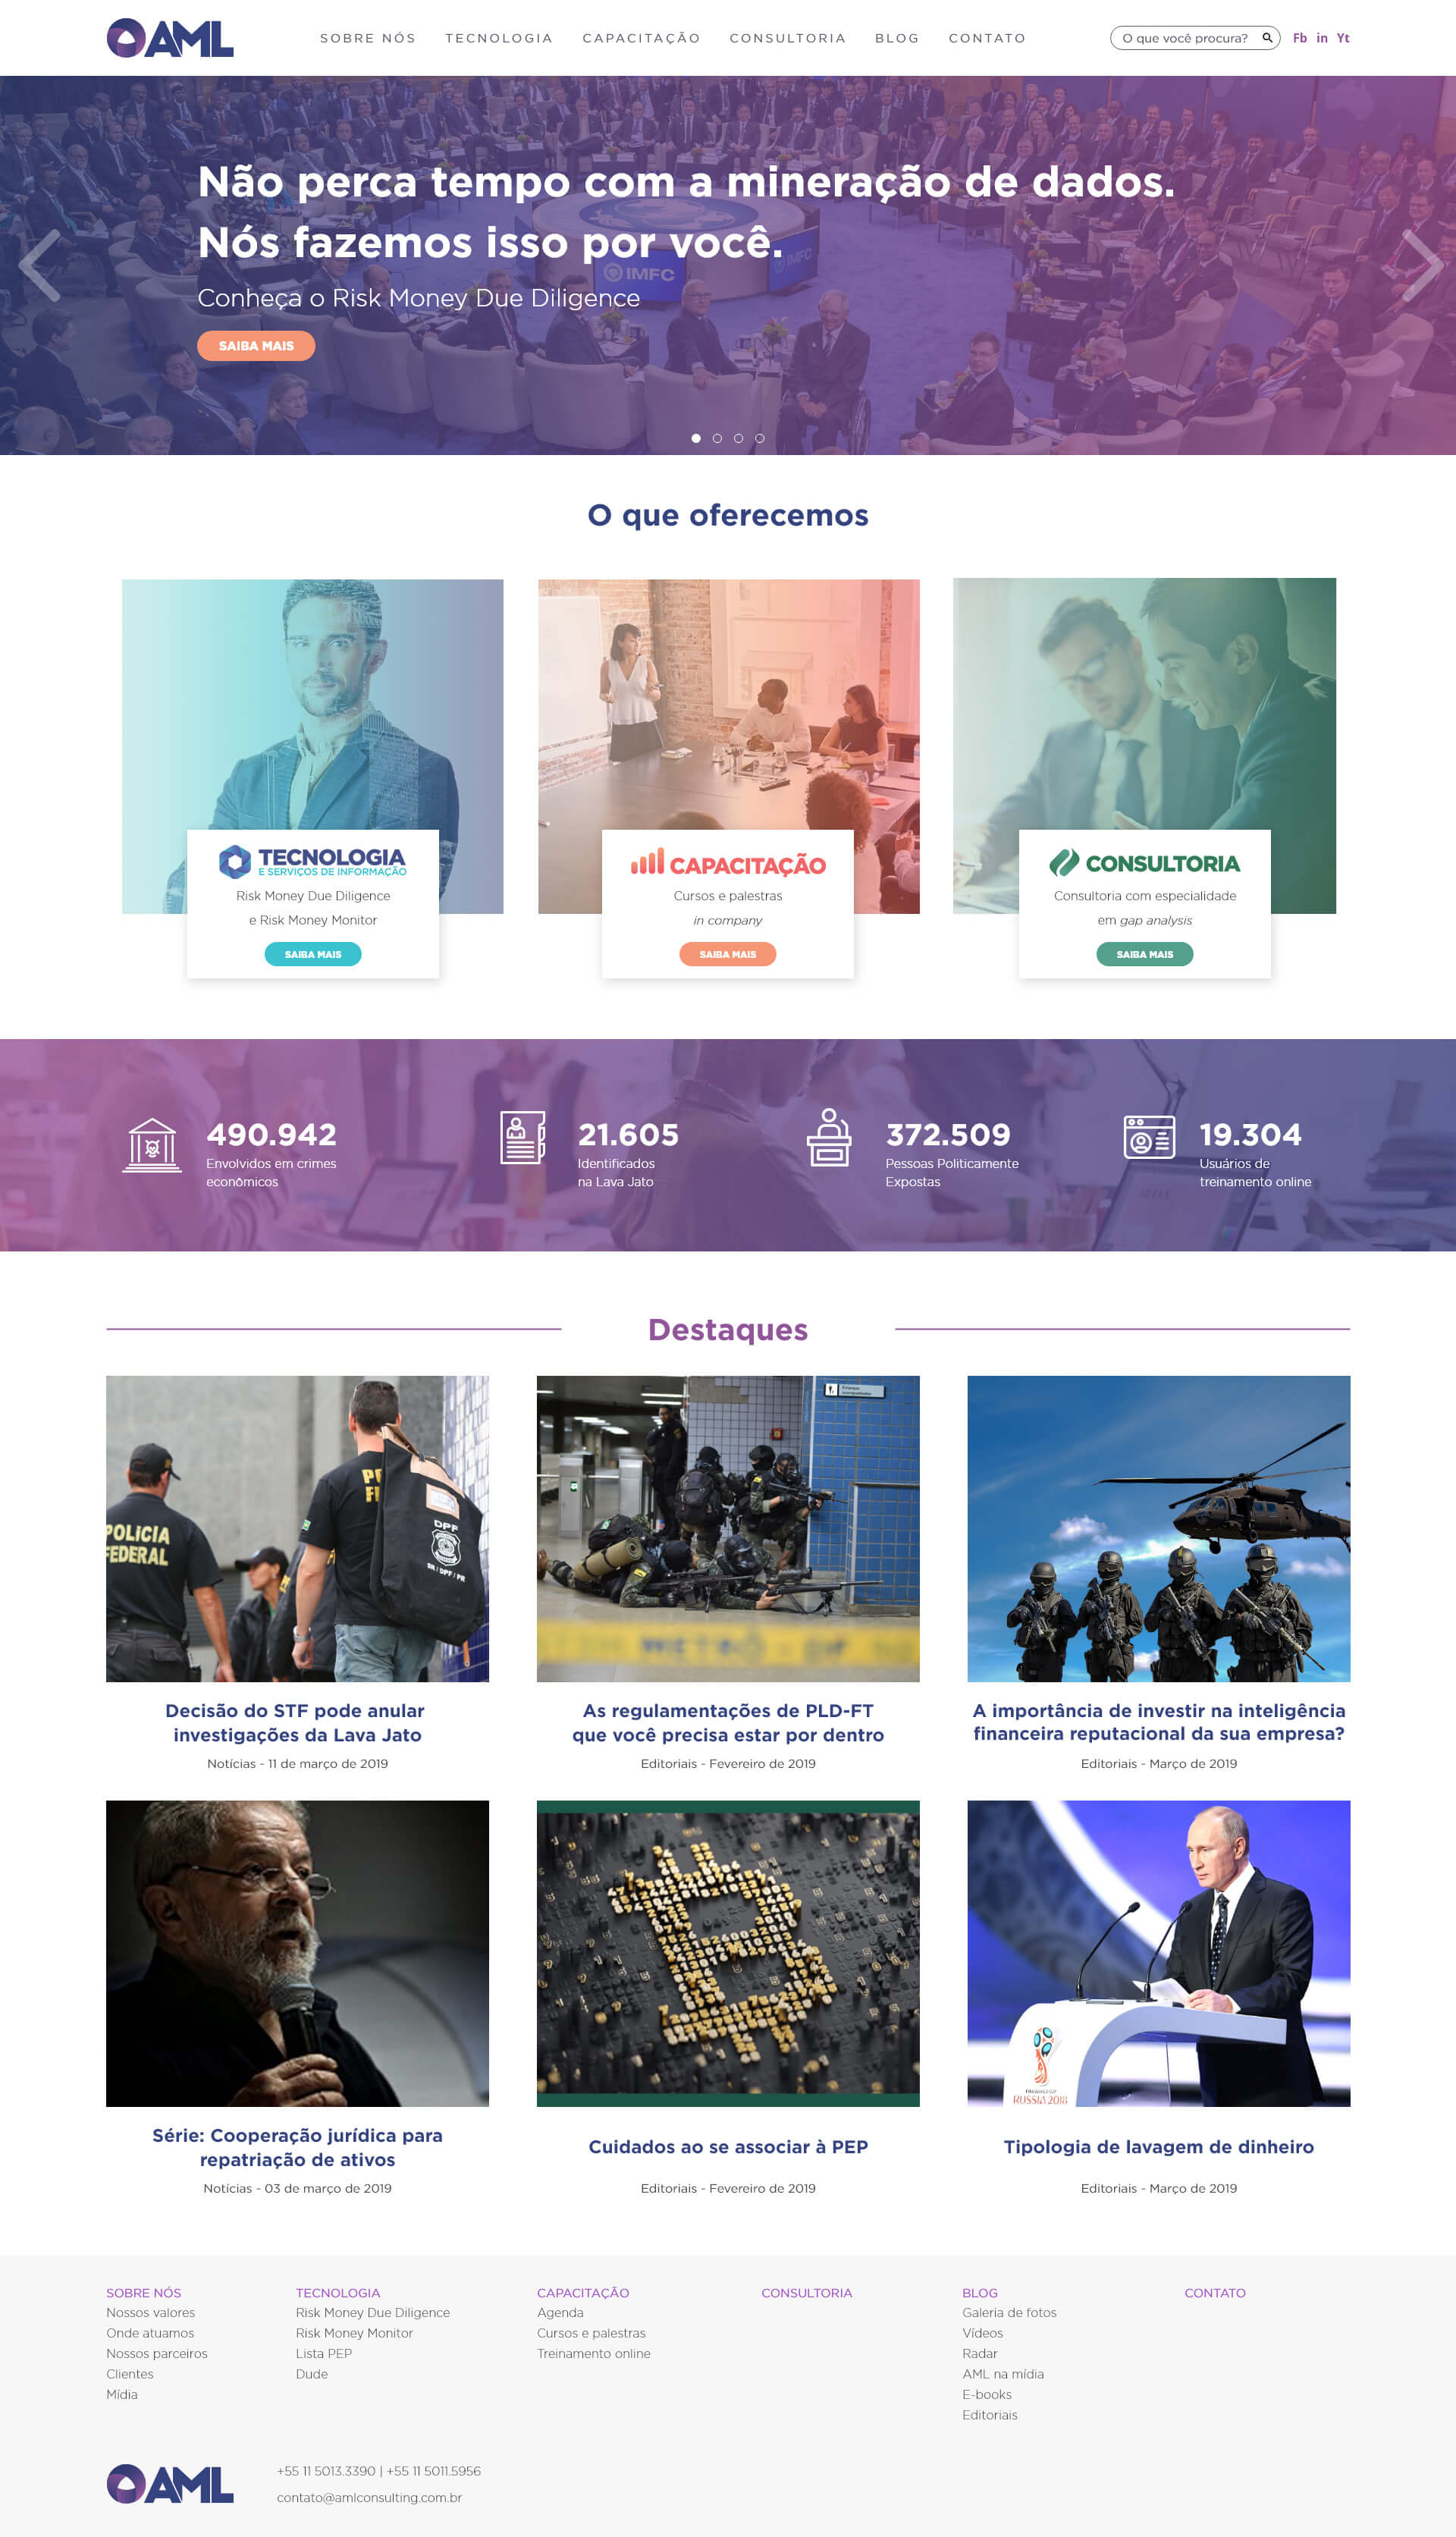 AML
SOBRE NÓS
TECNOLOGIA
CAPACITAÇÃO
CONSULTORIA
BLOG
CONTATO
O que você procura?
Fb in Yt
Não perca tempo com a mineração de dados.
Nós fazemos isso por você.
IMFC
IMFC
Conheça o Risk Money Due Diligence
SAIBA MAIS
O que oferecemos
TECNOLOGIA
E SERVIÇOS DE INFORMAÇÃO
Risk Money Due Diligence
e Risk Money Monitor
SAIBA MAIS
CAPACITAÇÃO
Cursos e palestras
in company
SAIBA MAIS
CONSULTORIA
Consultoria com especialidade
em gap analysis
SAIBA MAIS
490.942
Envolvidos em crimes
econômicos
21.605
Identificados
na Lava Jato
372.509
Pessoas Politicamente
Expostas
19.304
Usuários de
treinamento online
Destaques
POLICIA
FEDERAL
DPF
SR / DPF / PR
METRÔ - DF
Decisão do STF pode anular
investigações da Lava Jato
Notícias - 11 de março de 2019
As regulamentações de PLD-FT
que você precisa estar por dentro
Editoriais - Fevereiro de 2019
A importância de investir na inteligência
financeira reputacional da sua empresa?
Editoriais - Março de 2019
RUSSIA 2018
Série: Cooperação jurídica para
repatriação de ativos
Notícias - 03 de março de 2019
Cuidados ao se associar à PEP
Editoriais - Fevereiro de 2019
Tipologia de lavagem de dinheiro
Editoriais - Março de 2019
SOBRE NÓS
Nossos valores
Onde atuamos
Nossos parceiros
Clientes
Mídia
TECNOLOGIA
Risk Money Due Diligence
Risk Money Monitor
Lista PEP
Dude
CAPACITAÇÃO
Agenda
Cursos e palestras
Treinamento online
CONSULTORIA
BLOG
Galeria de fotos
Vídeos
Radar
AML na mídia
E-books
Editoriais
CONTATO
AML
+55 11 5013.3390 | +55 11 5011.5956
contato@amlconsulting.com.br